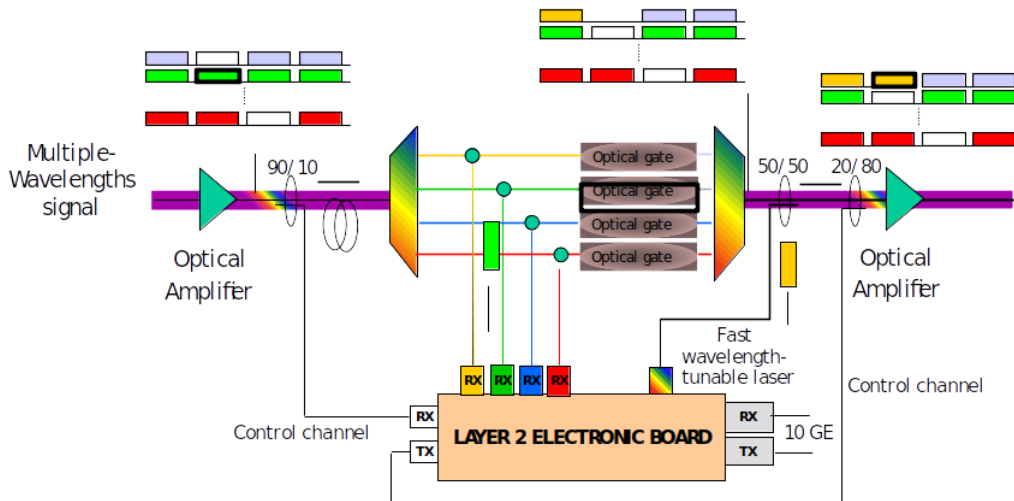 Multiple-
Wavelengths
signal
90/ 10
Optical
Amplifier
Optical gate
Optical gate
Optical gate
Optical gate
50/ 50
20/ 80
Optical
Amplifier
Fast
wavelength-
tunable laser
Control channel
RX
RX
RX
RX
Control channel
RX
TX
LAYER 2 ELECTRONIC BOARD
RX
TX
10 GE